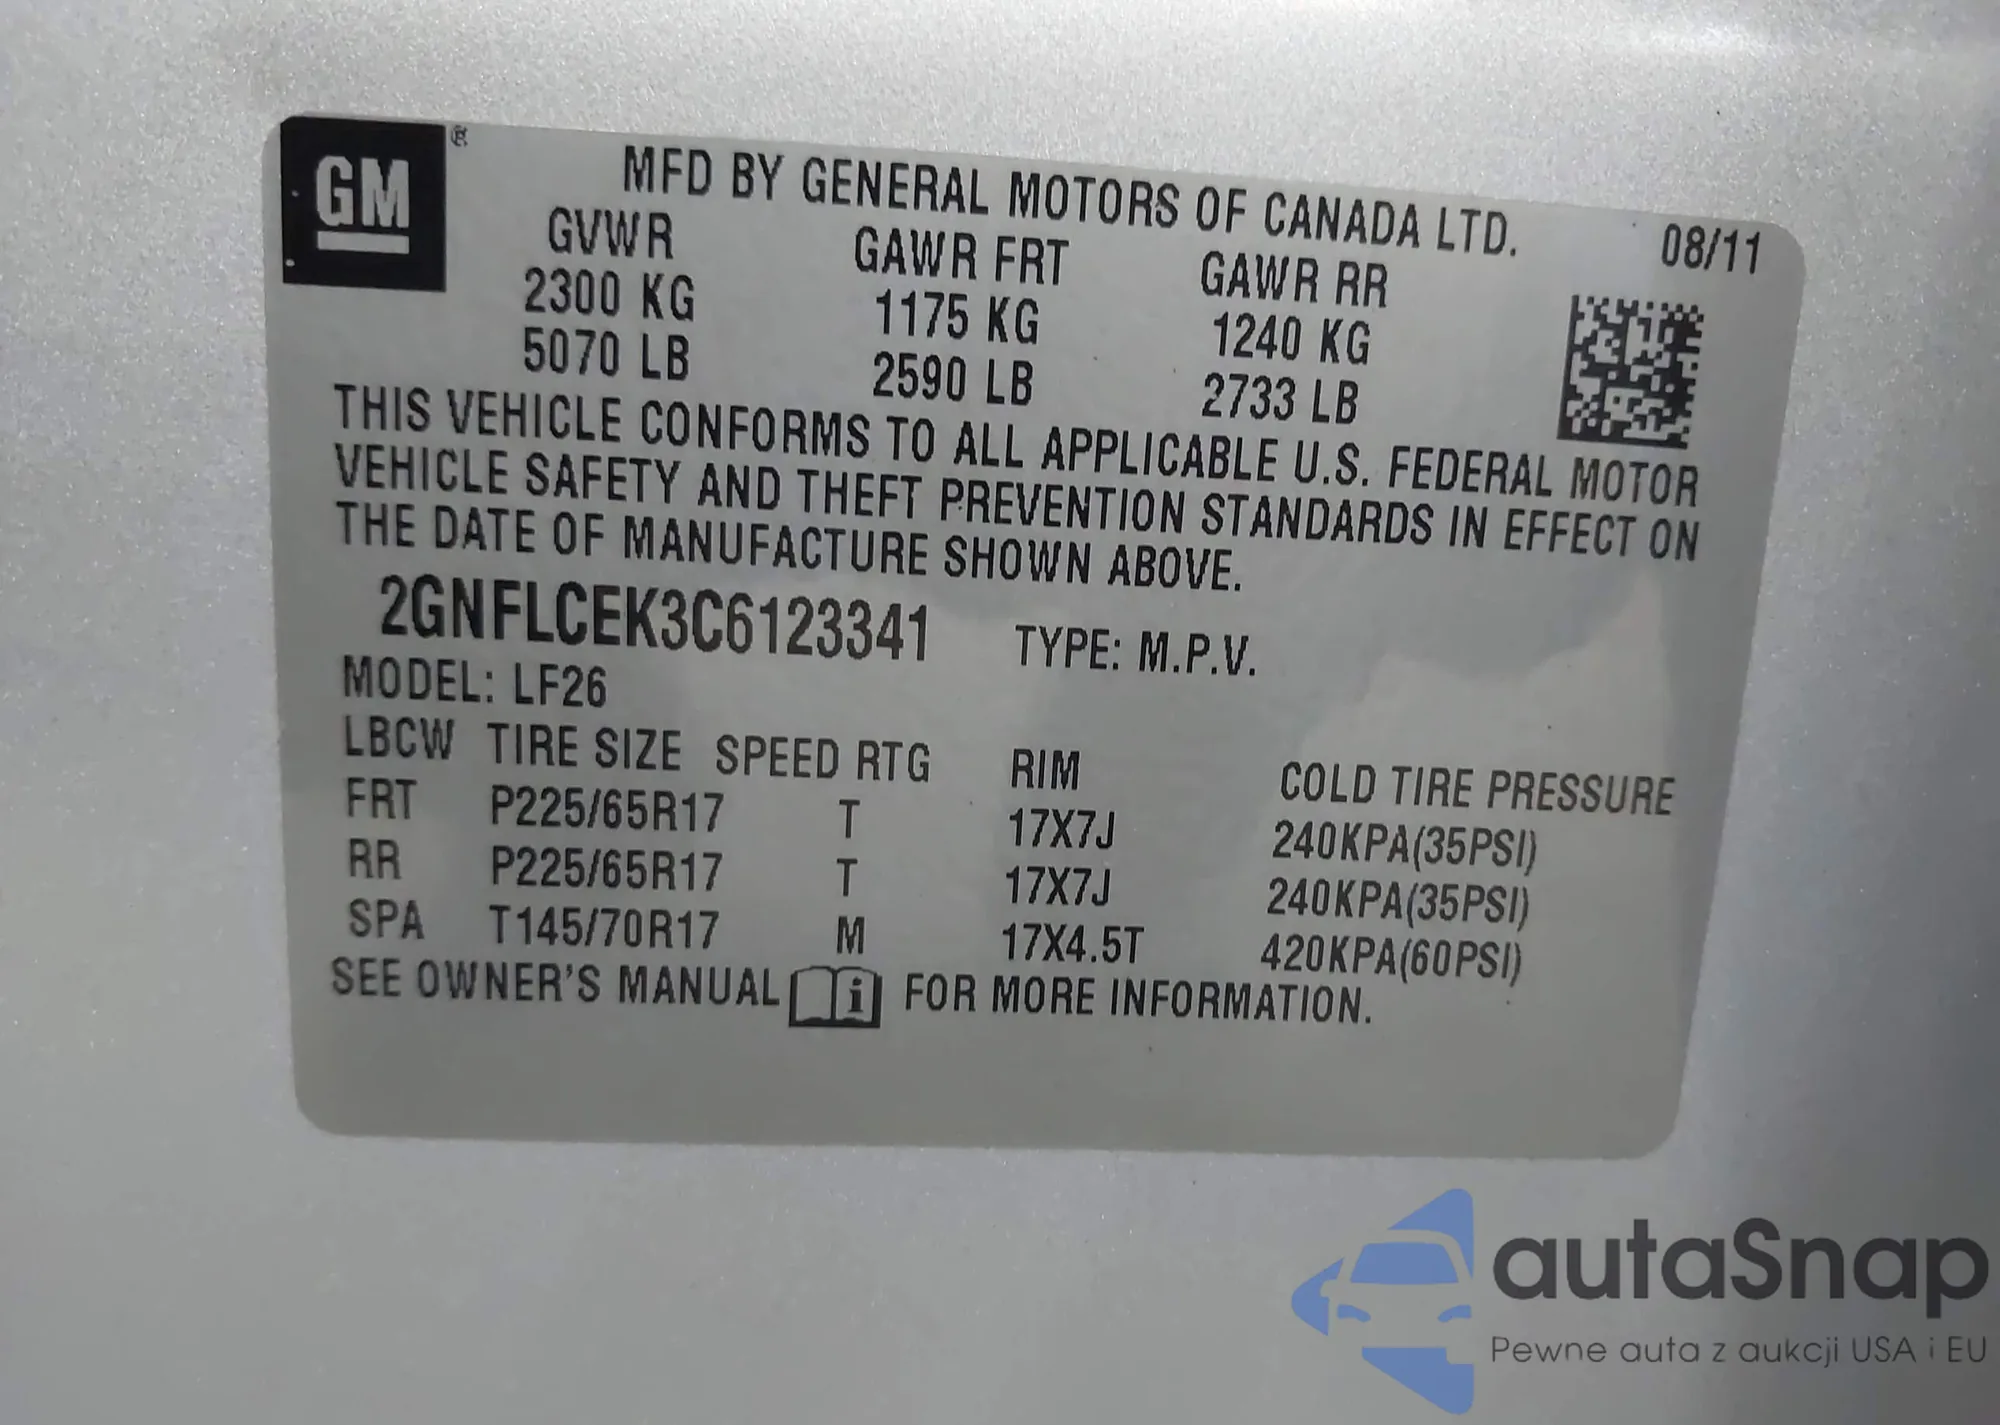 GM ®
MFD BY GENERAL MOTORS OF CANADA LTD. 08/11
GVWR GAWR FRT GAWR RR
2300 KG 1175 KG 1240 KG
5070 LB 2590 LB 2733 LB
THIS VEHICLE CONFORMS TO ALL APPLICABLE U.S. FEDERAL MOTOR
VEHICLE SAFETY AND THEFT PREVENTION STANDARDS IN EFFECT ON
THE DATE OF MANUFACTURE SHOWN ABOVE.
2GNFLCEK3C6123341 TYPE: M.P.V.
MODEL: LF26
LBCW TIRE SIZE SPEED RTG RIM COLD TIRE PRESSURE
FRT P225/65R17 T 17X7J 240KPA(35PSI)
RR P225/65R17 T 17X7J 240KPA(35PSI)
SPA T145/70R17 M 17X4.5T 420KPA(60PSI)
SEE OWNER'S MANUAL i FOR MORE INFORMATION.
autaSnap
Pewne auta z aukcji USA i EU